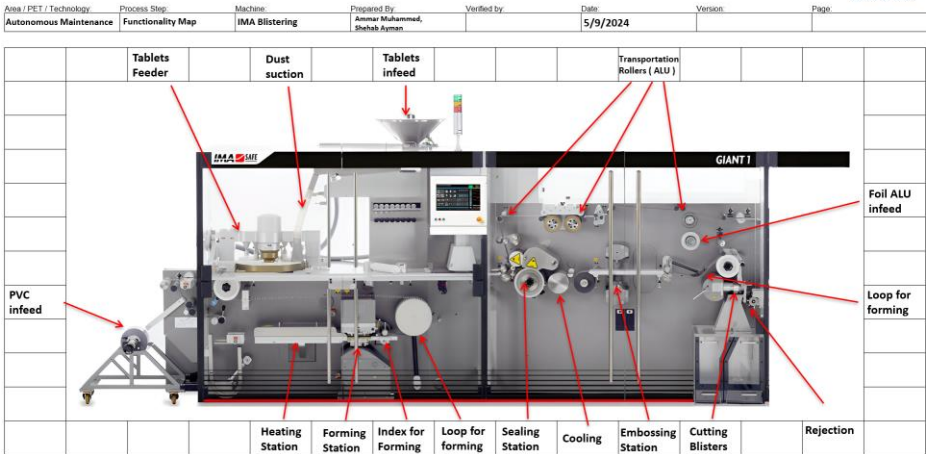 Area / PET / Technology:
Process Step:
Machine:
Prepared By:
Verified by:
Date:
Version:
Page:
Autonomous Maintenance
Functionality Map
IMA Blistering
Ammar Muhammed,
Shehab Ayman
5/9/2024
Tablets
Feeder
Dust
suction
Tablets
infeed
Transportation
Rollers ( ALU )
IMA SAFE
GIANT 1
Foil ALU
infeed
PVC
infeed
Loop for
forming
Heating
Station
Forming
Station
Index for
Forming
Loop for
forming
Sealing
Station
Cooling
Embossing
Station
Cutting
Blisters
Rejection